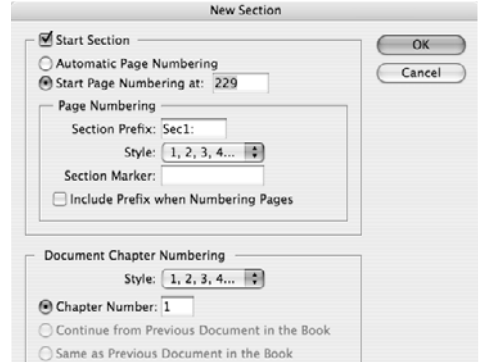 New Section
Start Section
OK
Automatic Page Numbering
Cancel
Start Page Numbering at: 229
Page Numbering
Section Prefix: Sec1:
Style: 1, 2, 3, 4...
Section Marker:
Include Prefix when Numbering Pages
Document Chapter Numbering
Style: 1, 2, 3, 4...
Chapter Number: 1
Continue from Previous Document in the Book
Same as Previous Document in the Book